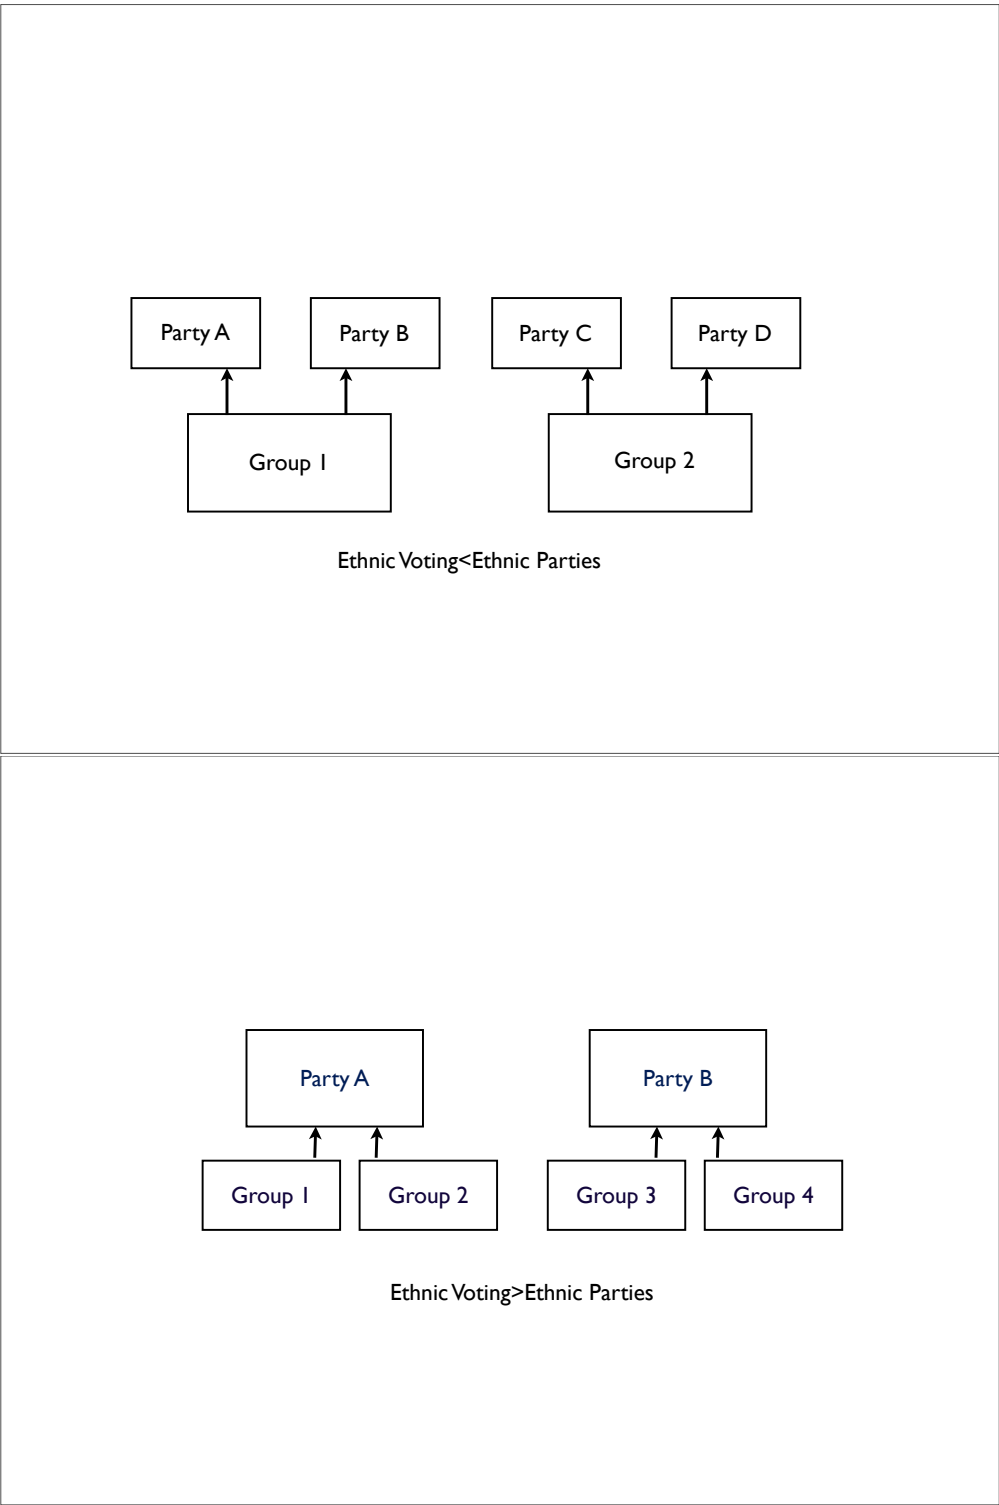 Party A
Party B
Party C
Party D
Group 1
Group 2
Ethnic Voting<Ethnic Parties
Party A
Party B
Group 1
Group 2
Group 3
Group 4
Ethnic Voting>Ethnic Parties